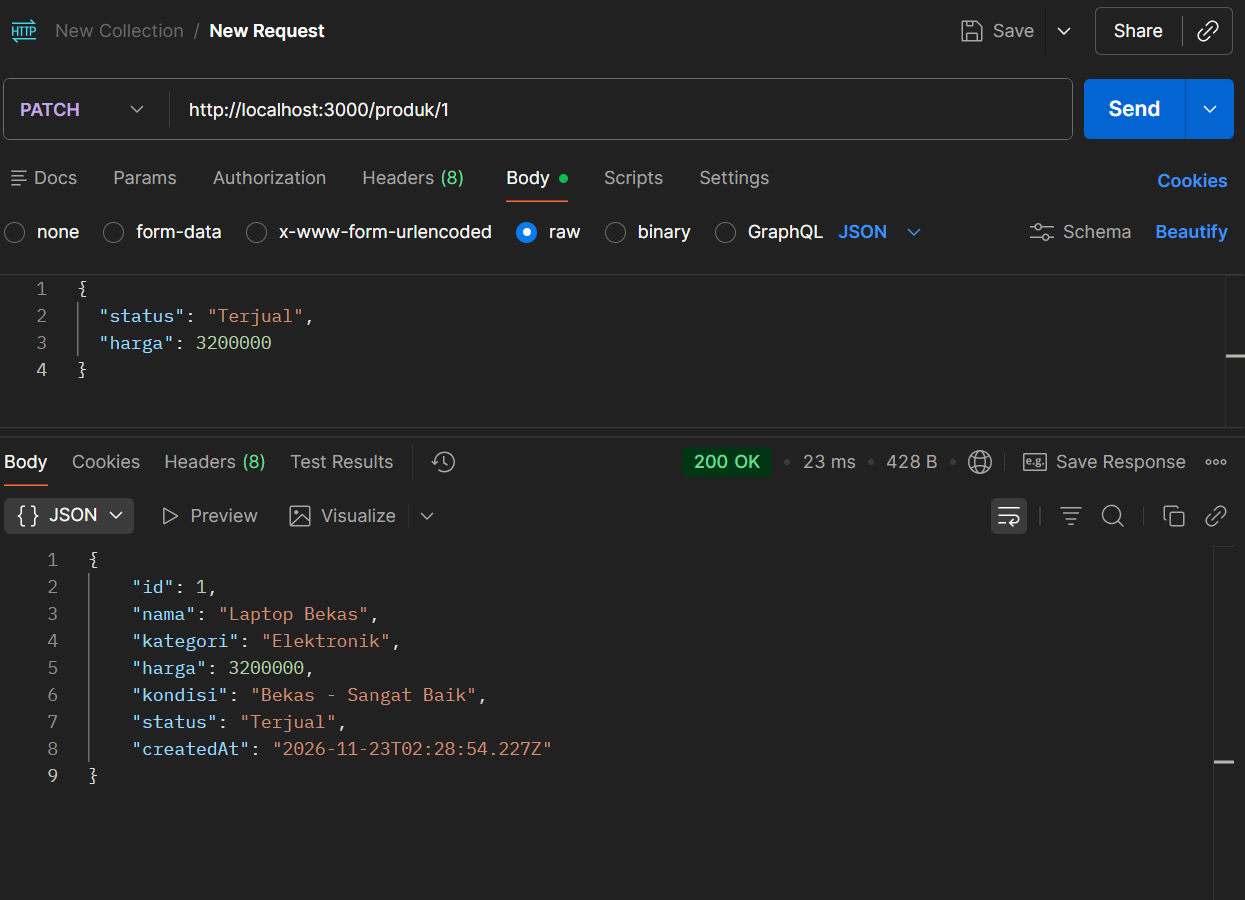 HTTP New Collection / New Request Save Share
PATCH http://localhost:3000/produk/1 Send
Docs Params Authorization Headers (8) Body Scripts Settings Cookies
none form-data x-www-form-urlencoded raw binary GraphQL JSON Schema Beautify
1 {
2 "status": "Terjual",
3 "harga": 3200000
4 }
Body Cookies Headers (8) Test Results 200 OK • 23 ms • 428 B • e.g. Save Response
{} JSON Preview Visualize
1 {
2 "id": 1,
3 "nama": "Laptop Bekas",
4 "kategori": "Elektronik",
5 "harga": 3200000,
6 "kondisi": "Bekas - Sangat Baik",
7 "status": "Terjual",
8 "createdAt": "2026-11-23T02:28:54.227Z"
9 }